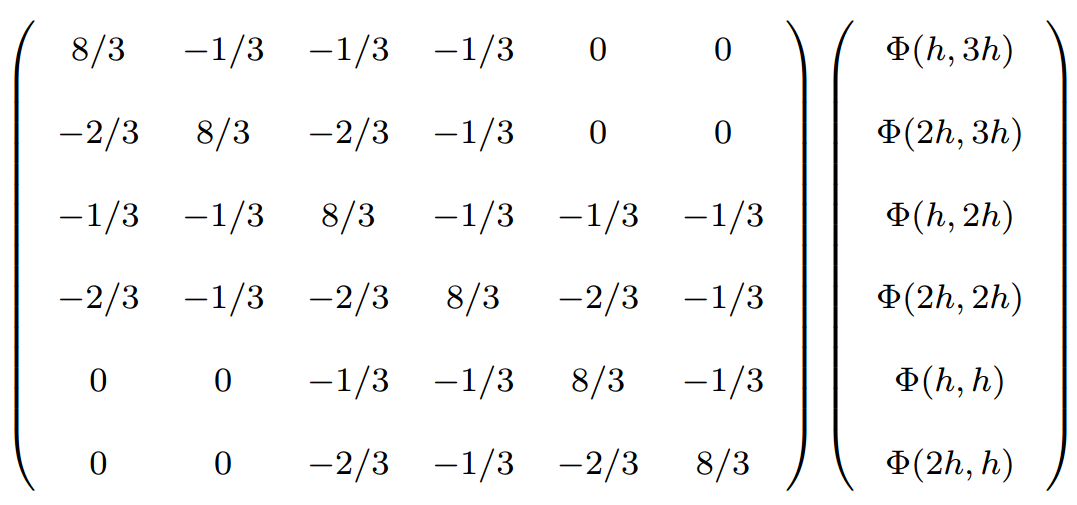 8/3 −1/3 −1/3 −1/3 0 0 Φ(h, 3h)
−2/3 8/3 −2/3 −1/3 0 0 Φ(2h, 3h)
−1/3 −1/3 8/3 −1/3 −1/3 −1/3 Φ(h, 2h)
−2/3 −1/3 −2/3 8/3 −2/3 −1/3 Φ(2h, 2h)
0 0 −1/3 −1/3 8/3 −1/3 Φ(h, h)
0 0 −2/3 −1/3 −2/3 8/3 Φ(2h, h)